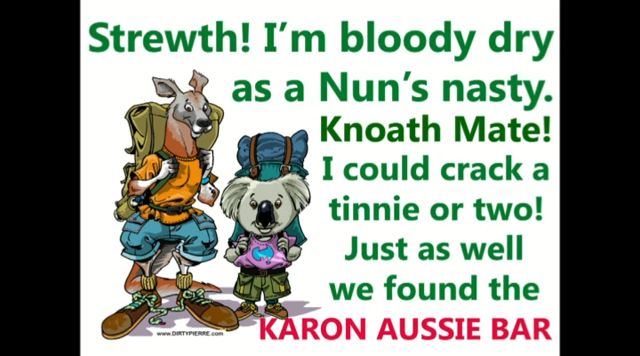 Strewth! I’m bloody dry
as a Nun’s nasty.
Knoath Mate!
I could crack a
tinnie or two!
Just as well
we found the
KARON AUSSIE BAR
www.DIRTYPIERRE.com